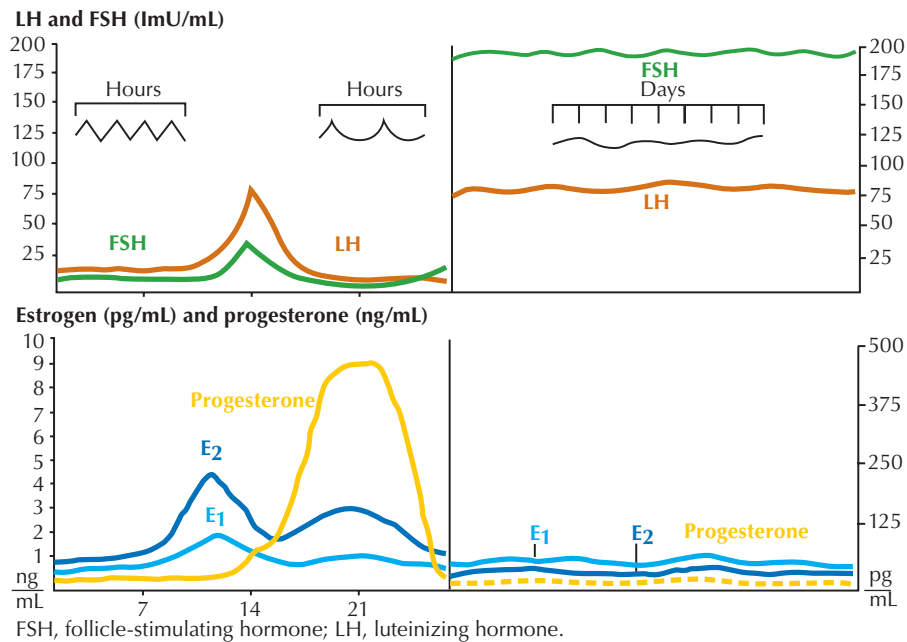 LH and FSH (ImU/mL)
200
175
150
125
100
75
50
25
Hours
Hours
FSH
LH
7
14
21
FSH
Days
LH
200
175
150
125
100
75
50
25
Estrogen (pg/mL) and progesterone (ng/mL)
10
9
8
7
6
5
4
3
2
1
ng
mL
Progesterone
E2
E1
7
14
21
E1
E2
Progesterone
500
375
250
125
pg
mL
FSH, follicle-stimulating hormone; LH, luteinizing hormone.